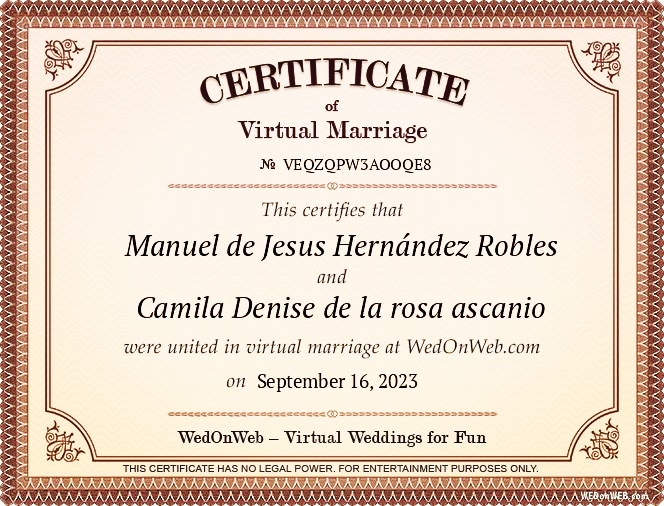 CERTIFICATE
of
Virtual Marriage
№ VEQZQPW3AOOQE8
This certifies that
Manuel de Jesus Hernández Robles
and
Camila Denise de la rosa ascanio
were united in virtual marriage at WedOnWeb.com
on September 16, 2023
WedOnWeb – Virtual Weddings for Fun
THIS CERTIFICATE HAS NO LEGAL POWER. FOR ENTERTAINMENT PURPOSES ONLY.
WEDonWEB.com